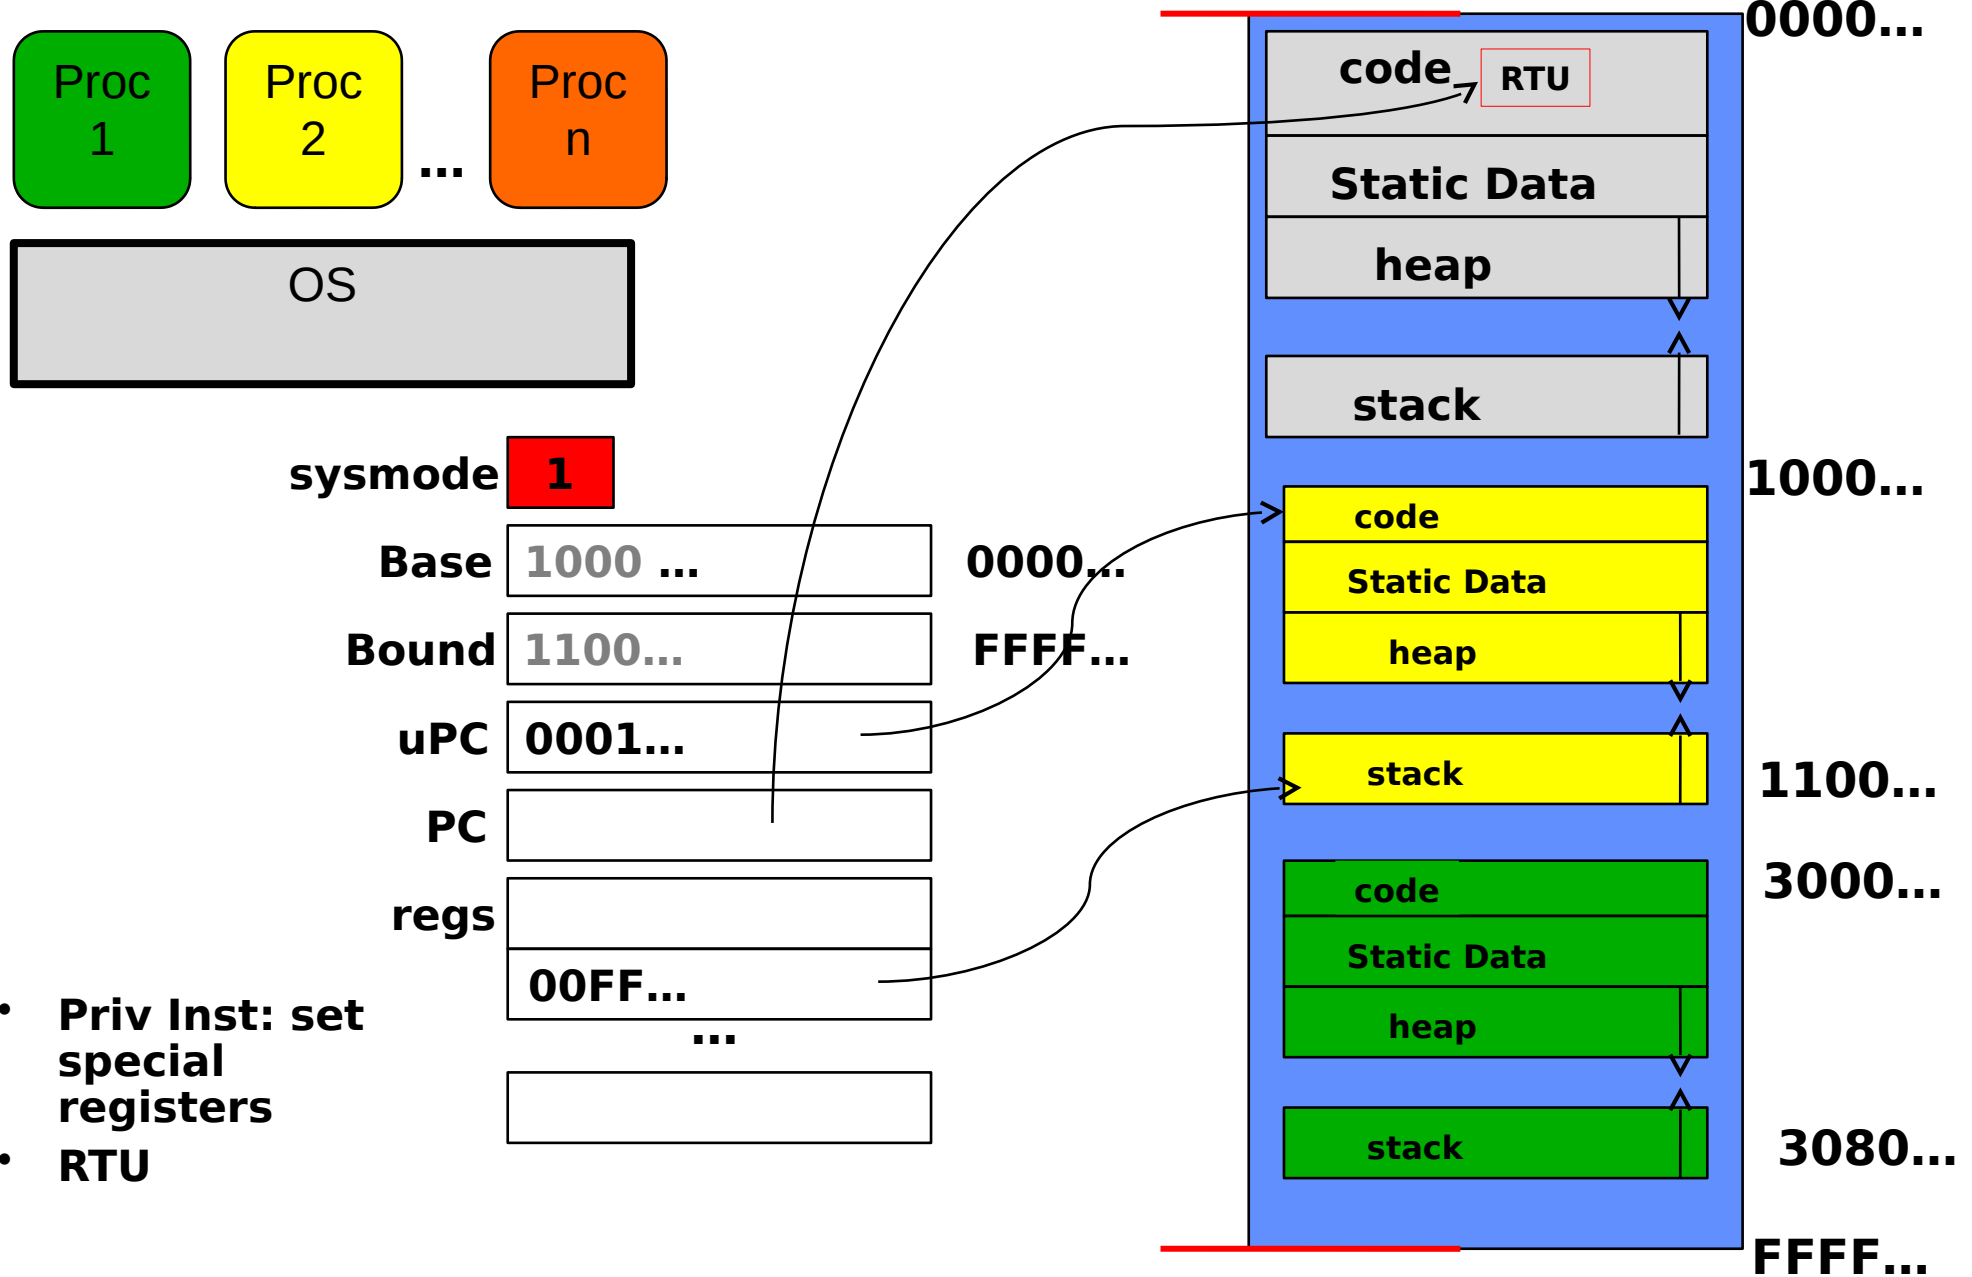 Proc
1
Proc
2
...
Proc
n
OS
sysmode
1
Base
1000 ...
0000...
Bound
1100...
FFFF...
uPC
0001...
PC
regs
00FF...
...
• Priv Inst: set
special
registers
• RTU
0000...
code
RTU
Static Data
heap
stack
1000...
code
Static Data
heap
stack
1100...
3000...
code
Static Data
heap
stack
3080...
FFFF...